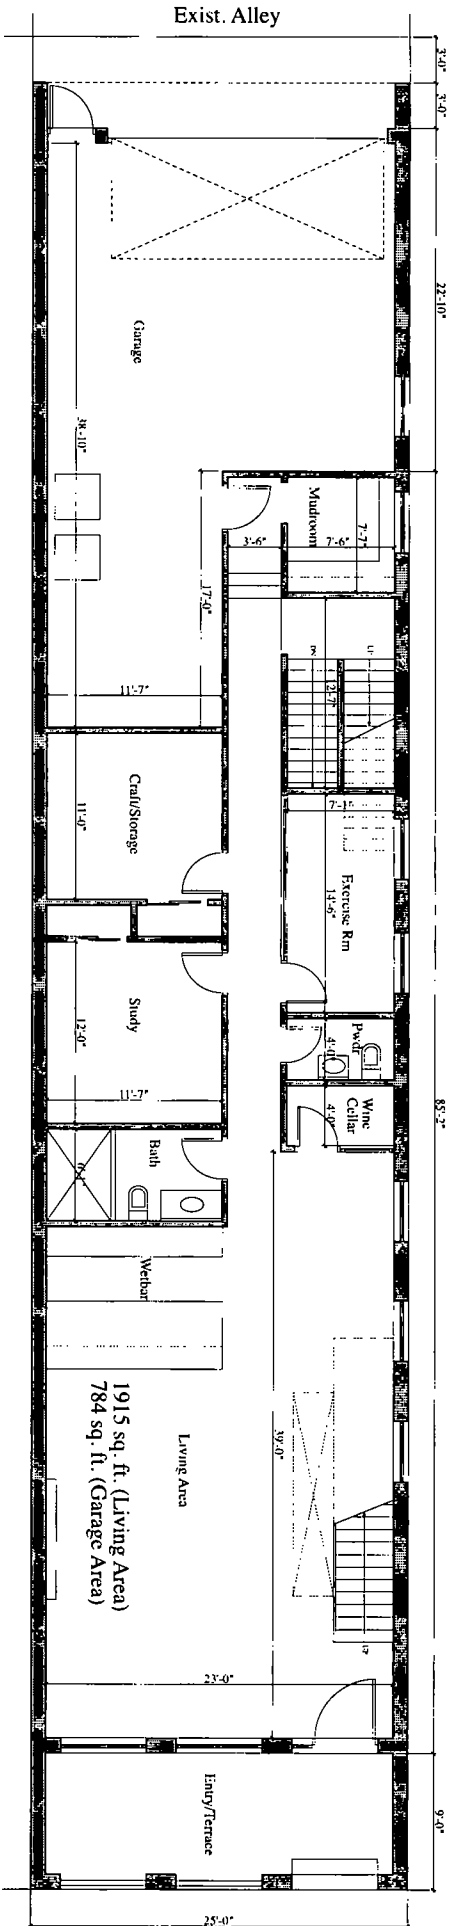 Exist. Alley
3'-0"
3'-0"
22'-10"
Garage
38'-10"
Mudroom
7'-7"
3'-6"
7'-6"
17'-0"
11'-7"
UP
12'-7"
Craft/Storage
11'-0"
7'-1"
Exercise Rm
14'-6"
Study
12'-0"
11'-7"
Pwdr
4'-0"
Wine
Cellar
4'-0"
85'-2"
Bath
Wetbar
1915 sq. ft. (Living Area)
784 sq. ft. (Garage Area)
Living Area
39'-0"
23'-0"
Entry/Terrace
9'-0"
25'-0"